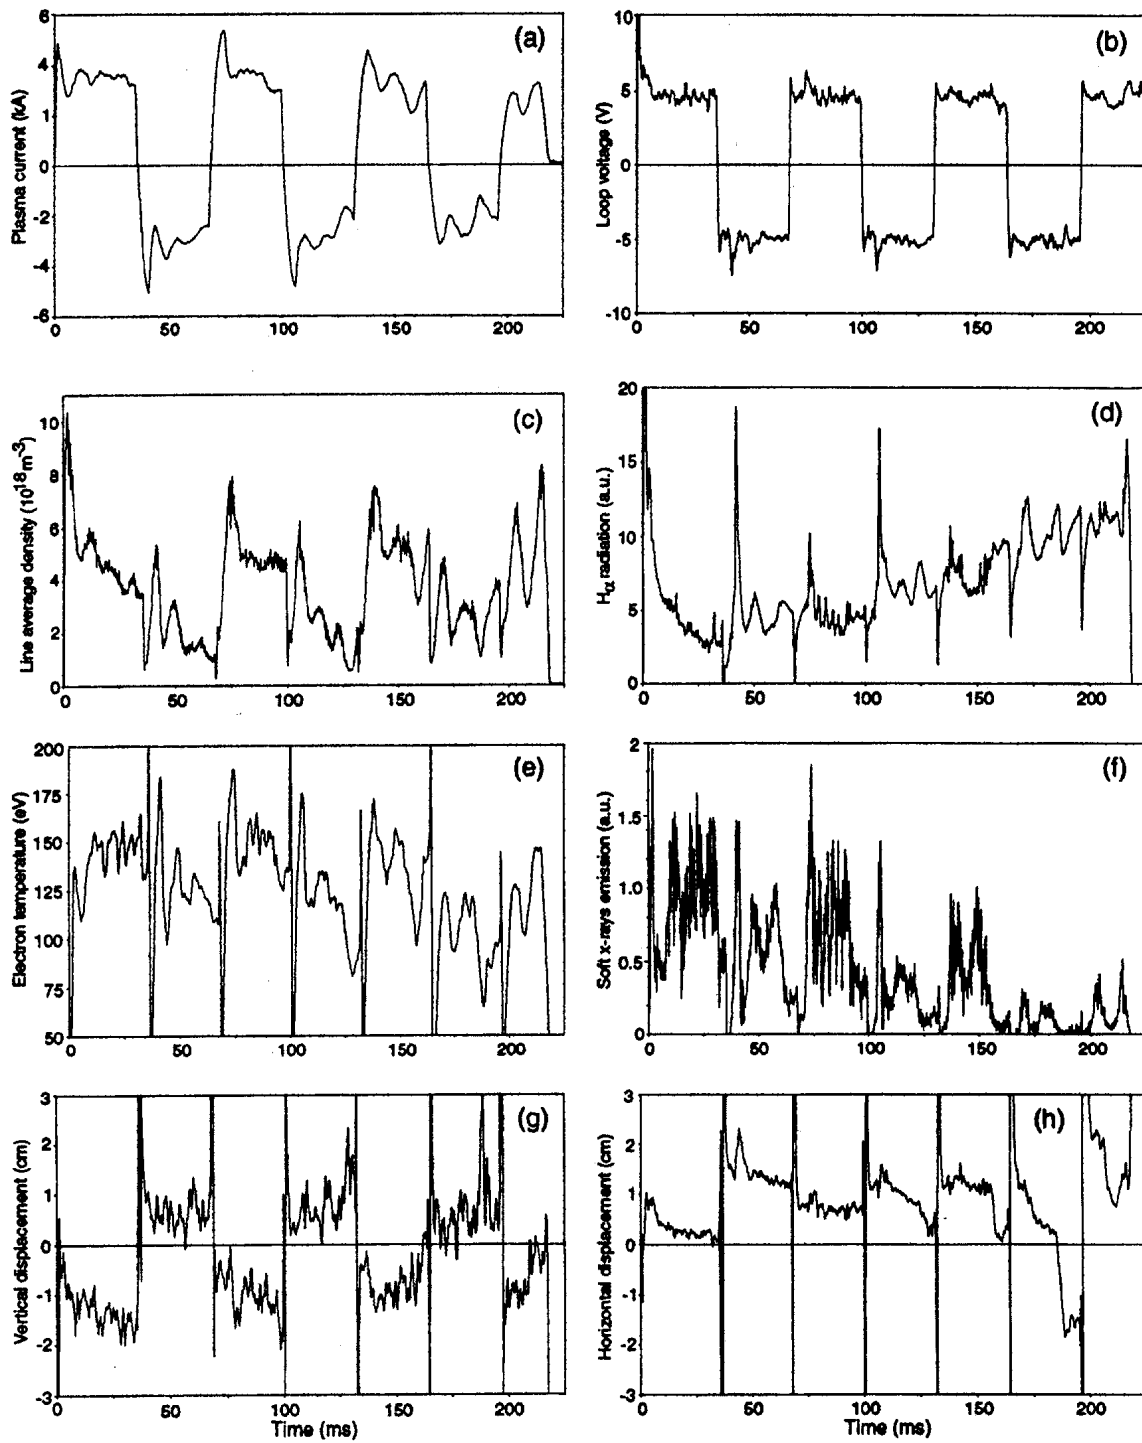 6
4
1
0
-2
-4
-6
Plasma current (kA)
(a)
0 50 100 150 200
10
5
0
-5
-10
Loop voltage (V)
(b)
0 50 100 150 200
10
8
6
4
2
0
Line average density (10¹⁸m⁻³)
(c)
0 50 100 150 200
20
15
10
5
0
Hα radiation (a.u.)
(d)
0 50 100 150 200
200
175
150
125
100
75
50
Electron temperature (eV)
(e)
0 50 100 150 200
2
1.5
1.0
0.5
0
Soft x-rays emission (a.u.)
(f)
0 50 100 150 200
3
2
1
0
-1
-2
-3
Vertical displacement (cm)
(g)
0 50 100 150 200
Time (ms)
3
2
1
0
-1
-2
-3
Horizontal displacement (cm)
(h)
0 50 100 150 200
Time (ms)